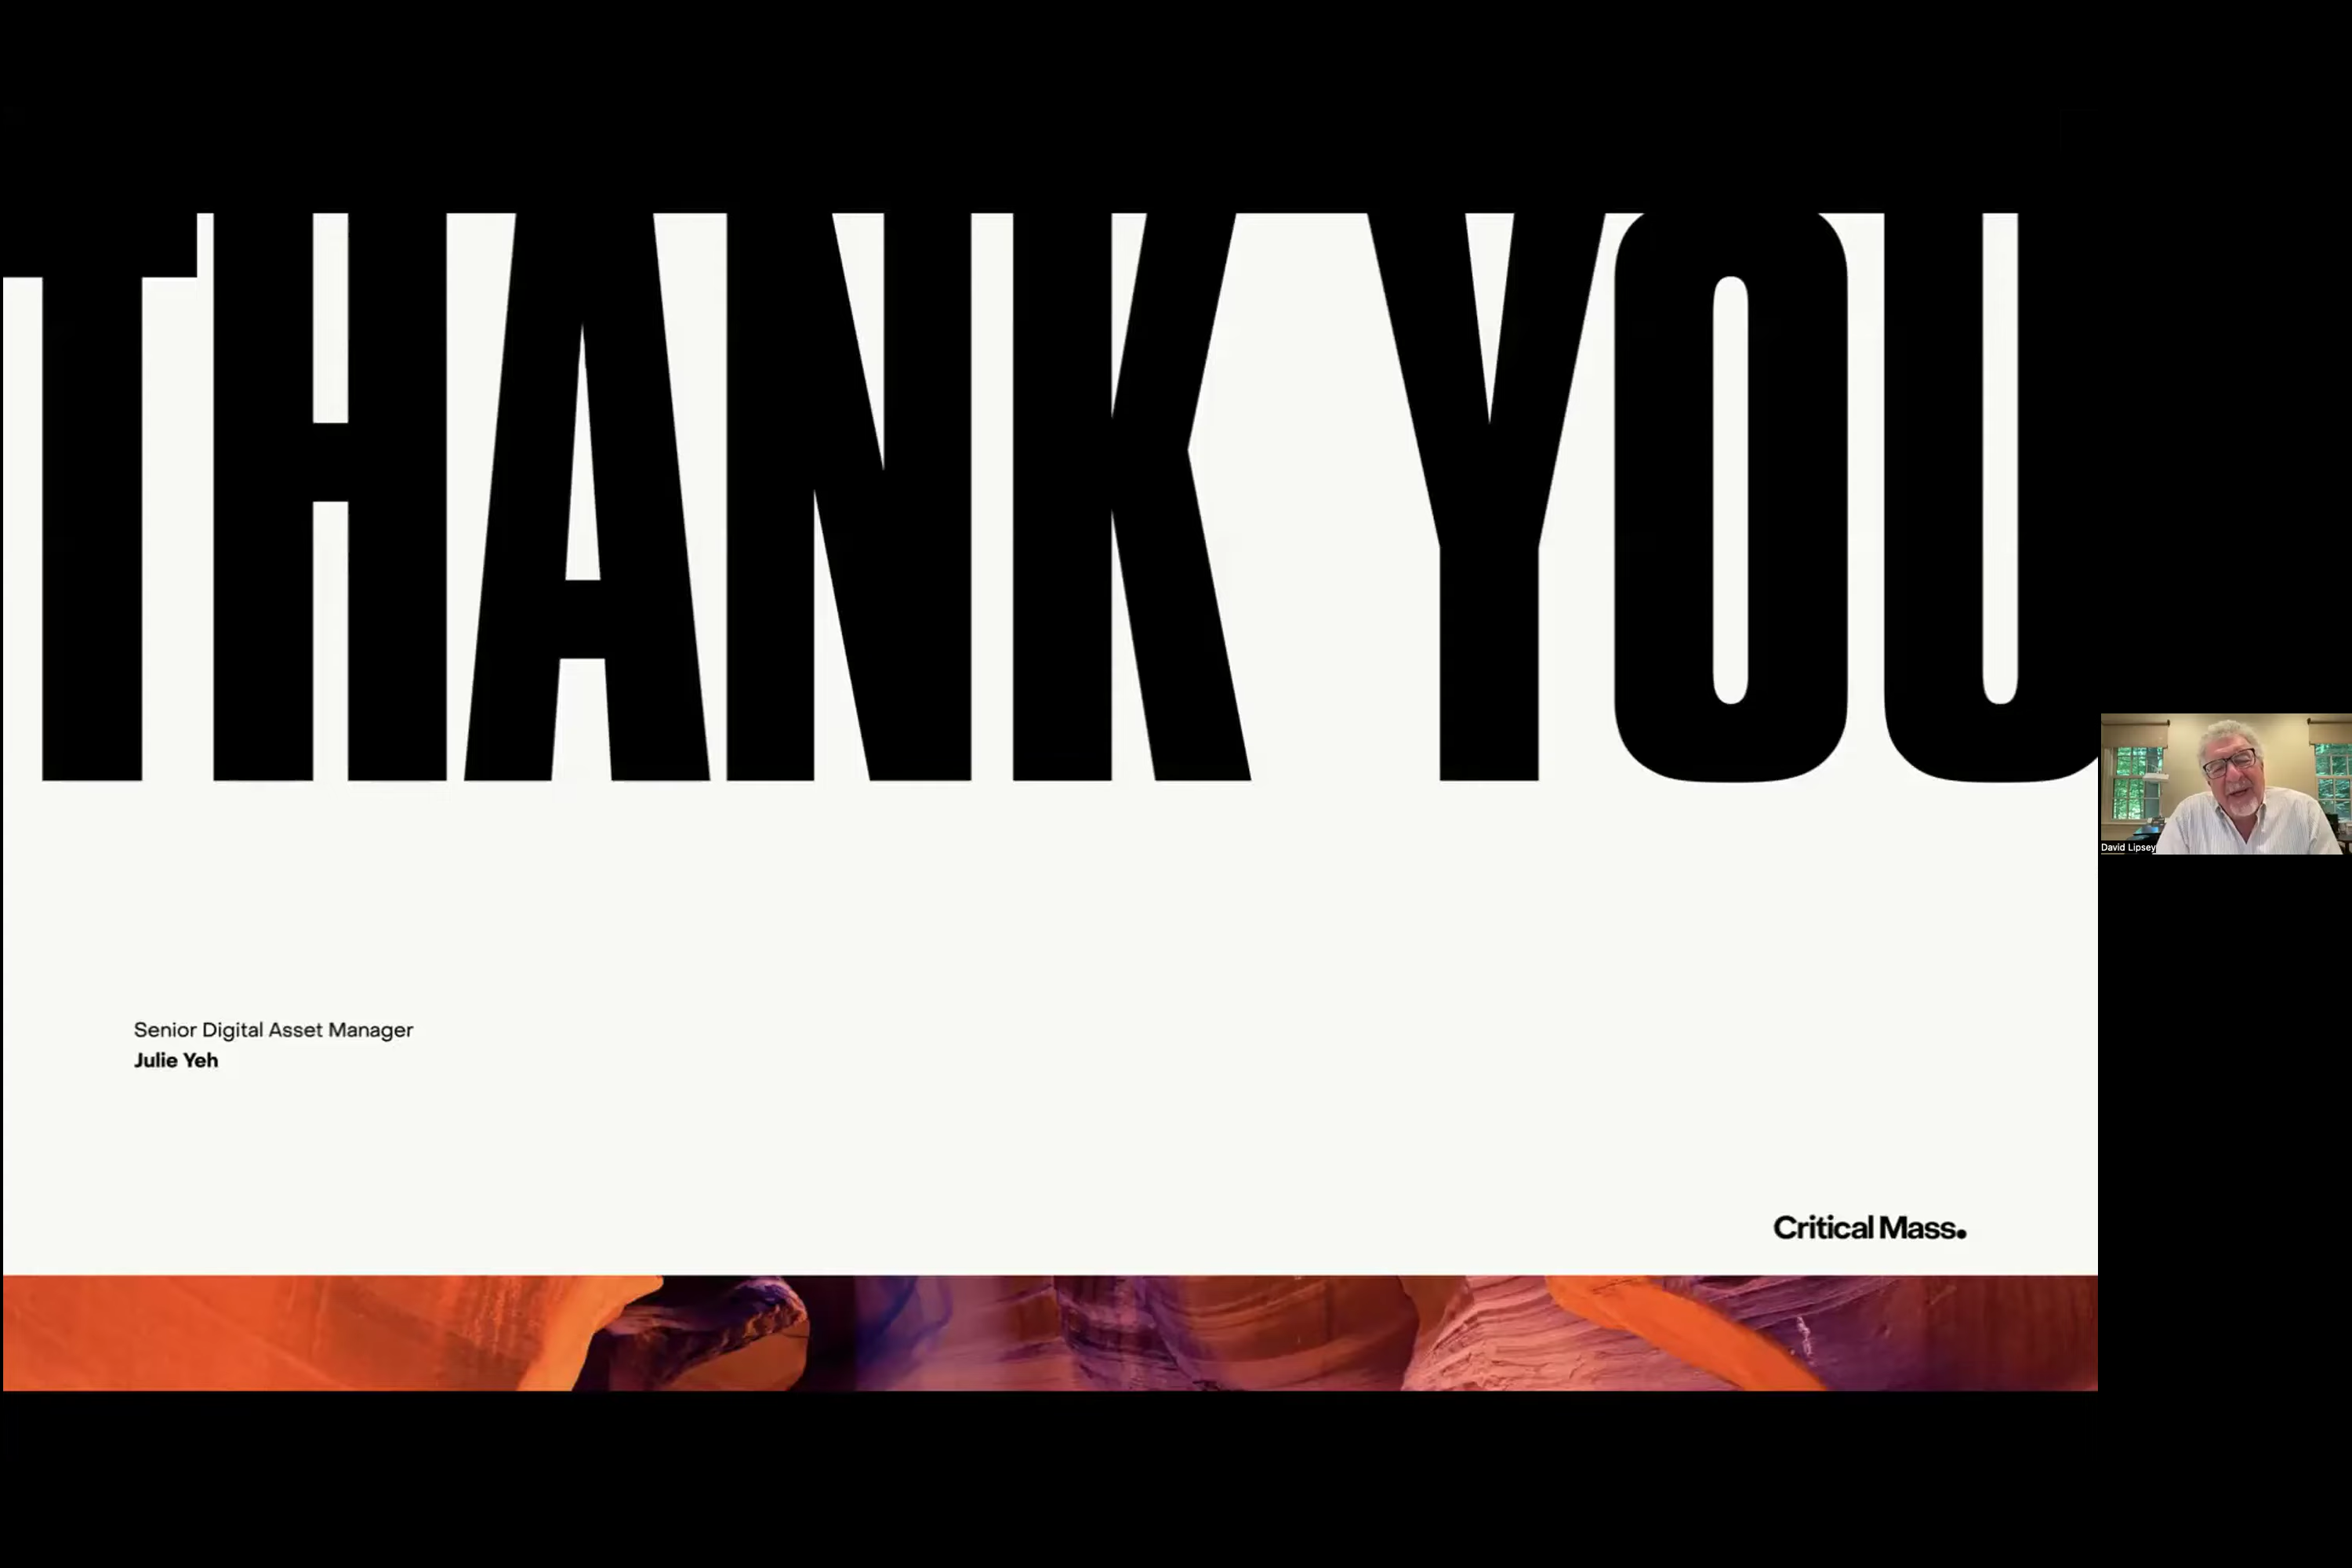 THANK YOU
David Lipsey
Senior Digital Asset Manager
Julie Yeh
Critical Mass.